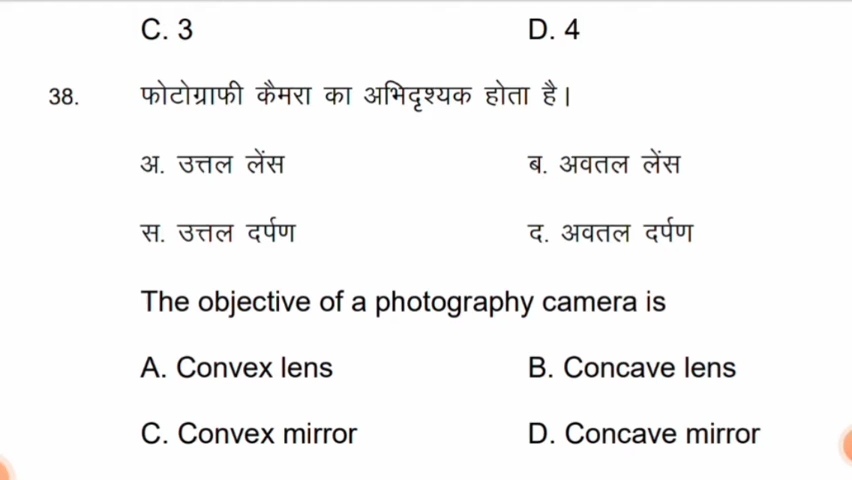 C. 3 D. 4
38. फोटोग्राफी कैमरा का अभिदृश्यक होता है।
अ. उत्तल लेंस ब. अवतल लेंस
स. उत्तल दर्पण द. अवतल दर्पण
The objective of a photography camera is
A. Convex lens B. Concave lens
C. Convex mirror D. Concave mirror